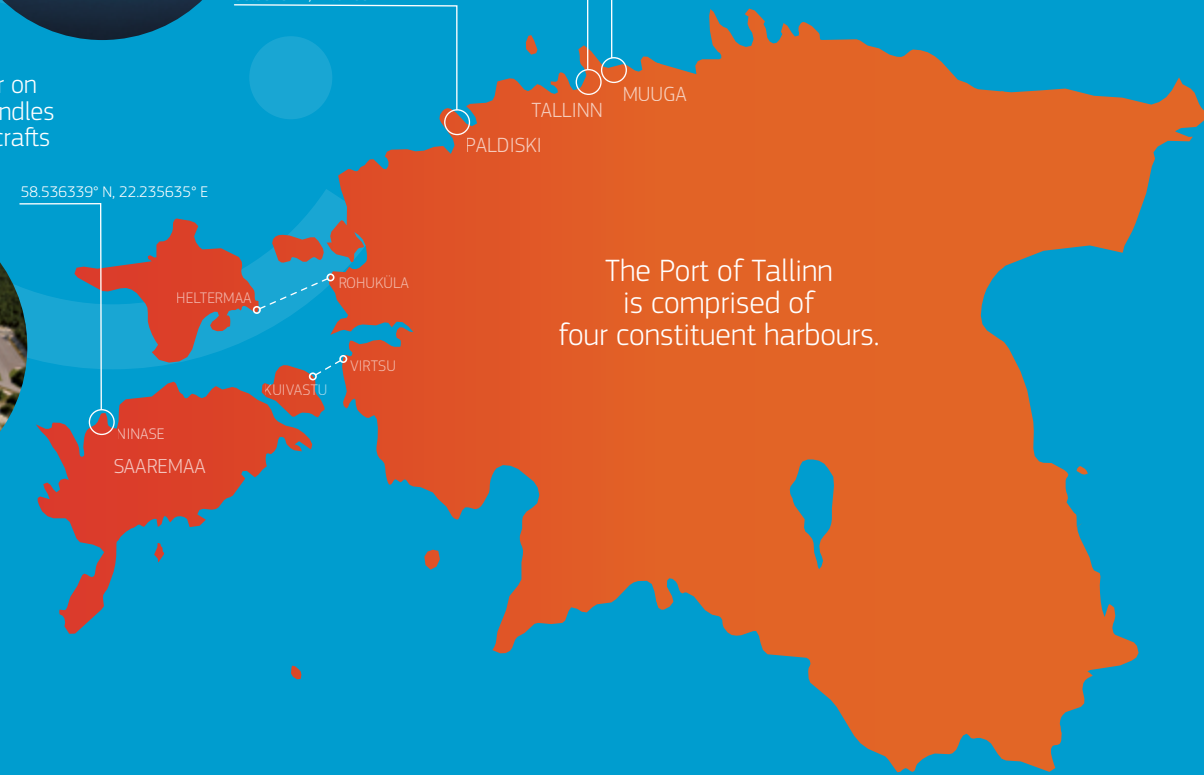 r on
ndles
crafts
58.536339° N, 22.235635° E
MUUGA
TALLINN
PALDISKI
HELTERMAA
ROHUKÜLA
VIRTSU
KUIVASTU
NINASE
SAAREMAA
The Port of Tallinn
is comprised of
four constituent harbours.